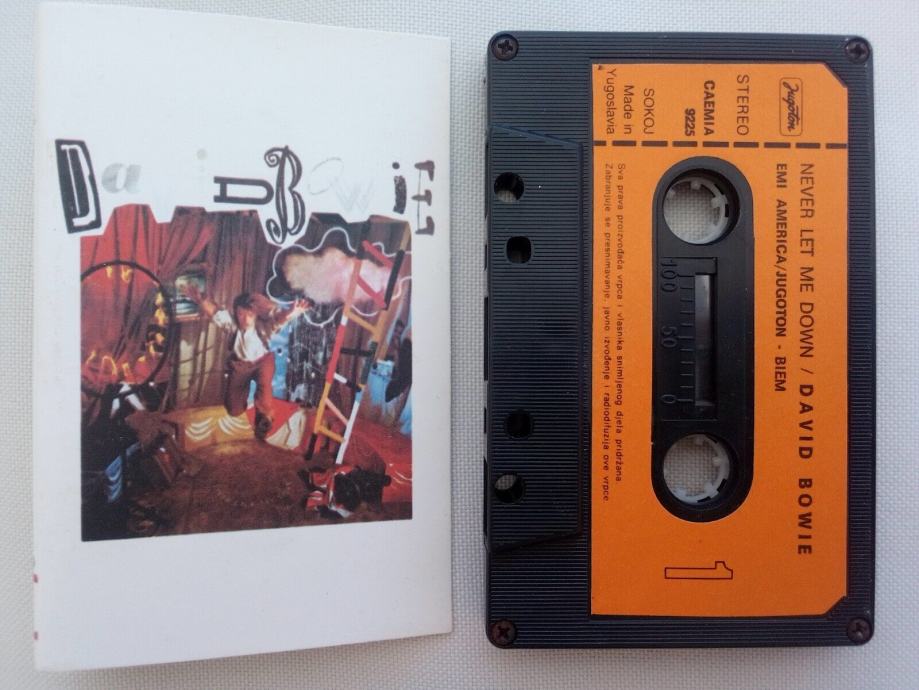 DaviD BowiE
Jugoton
STEREO
CAEMIA
9225
SOKOJ
Made in
Yugoslavia
NEVER LET ME DOWN / DAVID BOWIE
EMI AMERICA/JUGOTON - BIEM
100 50 0
Sva prava proizvođača vrpca i vlasnika snimljenog djela pridržana.
Zabranjuje se presnimavanje, javno izvođenje i radiodifuzija ove vrpce.
1